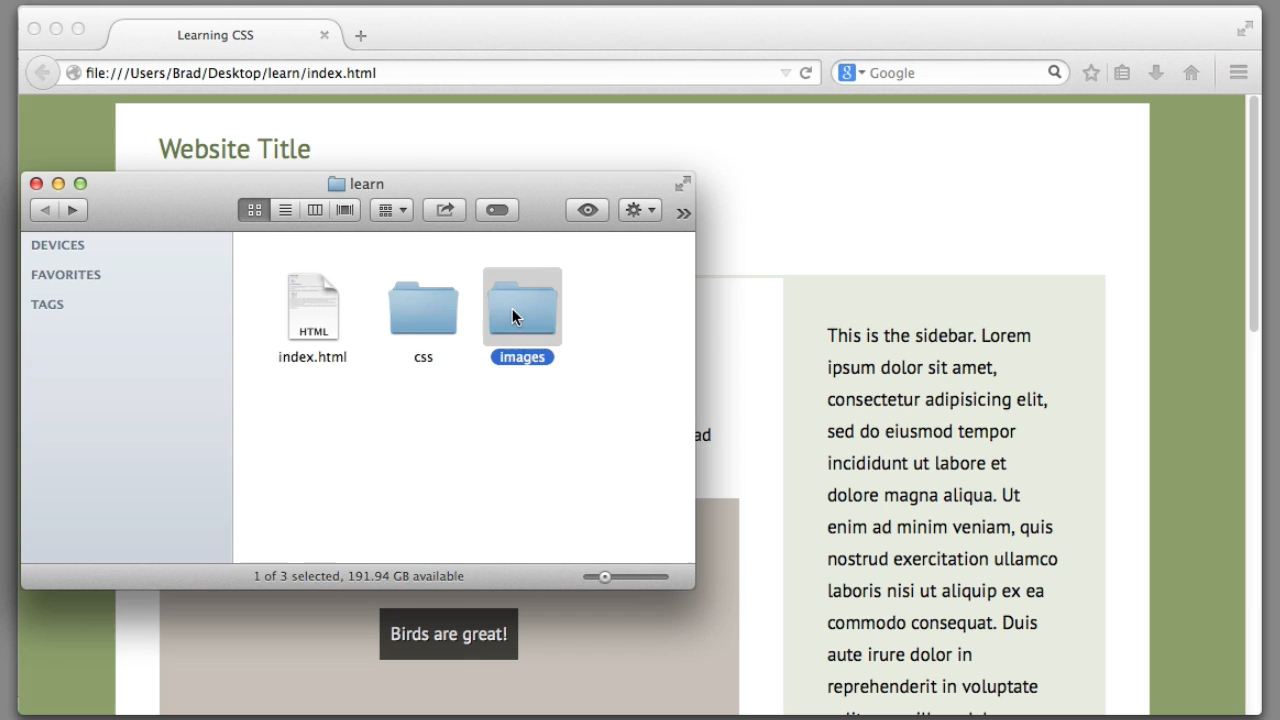 Learning CSS
file:///Users/Brad/Desktop/learn/index.html
Google
Website Title
learn
DEVICES
FAVORITES
TAGS
HTML
index.html
css
images
1 of 3 selected, 191.94 GB available
ad
Birds are great!
This is the sidebar. Lorem
ipsum dolor sit amet,
consectetur adipisicing elit,
sed do eiusmod tempor
incididunt ut labore et
dolore magna aliqua. Ut
enim ad minim veniam, quis
nostrud exercitation ullamco
laboris nisi ut aliquip ex ea
commodo consequat. Duis
aute irure dolor in
reprehenderit in voluptate